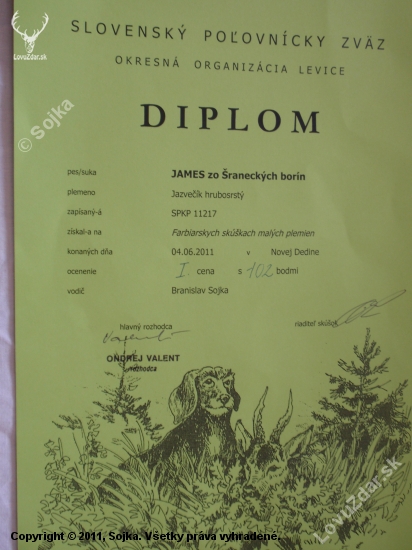 LovuZdar.sk
SLOVENSKÝ POĽOVNÍCKY ZVÄZ
OKRESNÁ ORGANIZÁCIA LEVICE
© Sojka
DIPLOM
pes/suka JAMES zo Šraneckých borín
plemeno Jazvečík hrubosrstý
zapísaný-á SPKP 11217
získal-a na Farbiarskych skúškach malých plemien
konaných dňa 04.06.2011 v Novej Dedine
ocenenie I. cena s 102 bodmi
vodič Branislav Sojka
hlavný rozhodca riaditeľ skúšok
Valent
ONDREJ VALENT
rozhodca
LovuZdar.sk
Copyright © 2011, Sojka. Všetky práva vyhradené.